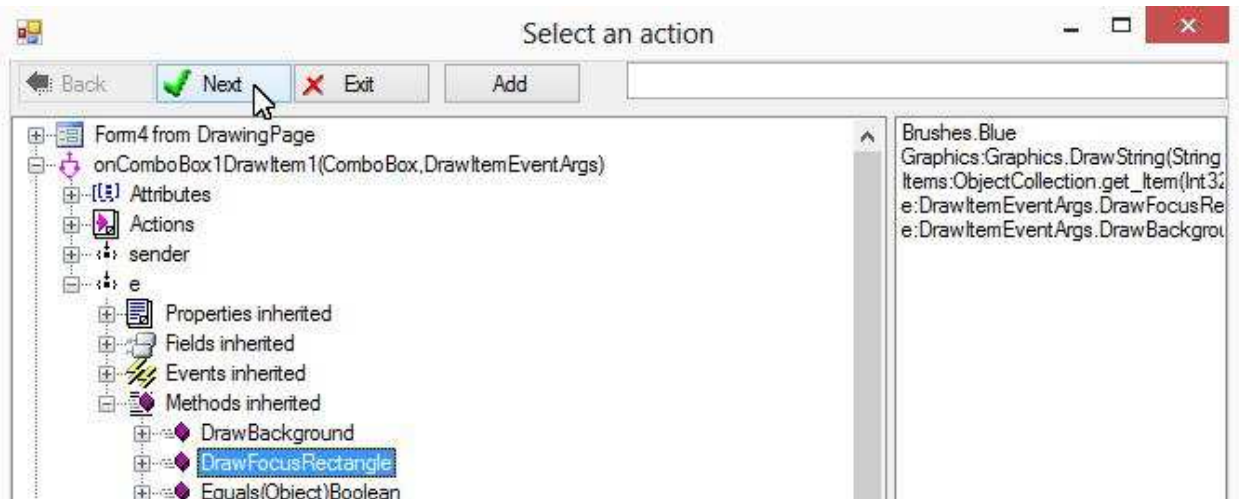 Select an action
Back Next Exit Add
Form4 from DrawingPage
onComboBox1DrawItem1(ComboBox,DrawItemEventArgs)
Attributes
Actions
sender
e
Properties inherited
Fields inherited
Events inherited
Methods inherited
DrawBackground
DrawFocusRectangle
Equals(Object)Boolean
Brushes.Blue
Graphics:Graphics.DrawString(String
Items:ObjectCollection.get_Item(Int32
e:DrawItemEventArgs.DrawFocusRe
e:DrawItemEventArgs.DrawBackgrou